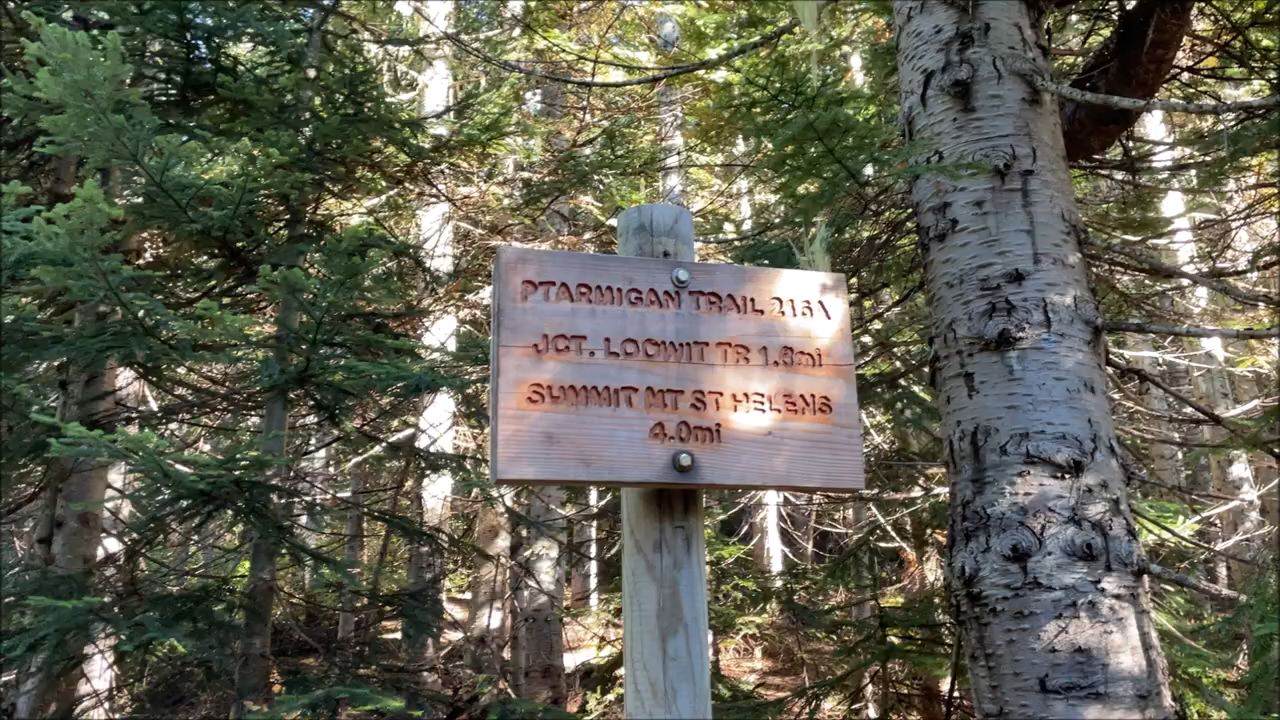 PTARMIGAN TRAIL 216A
JCT. LOOWIT TR 1.8mi
SUMMIT MT ST HELENS
4.0mi